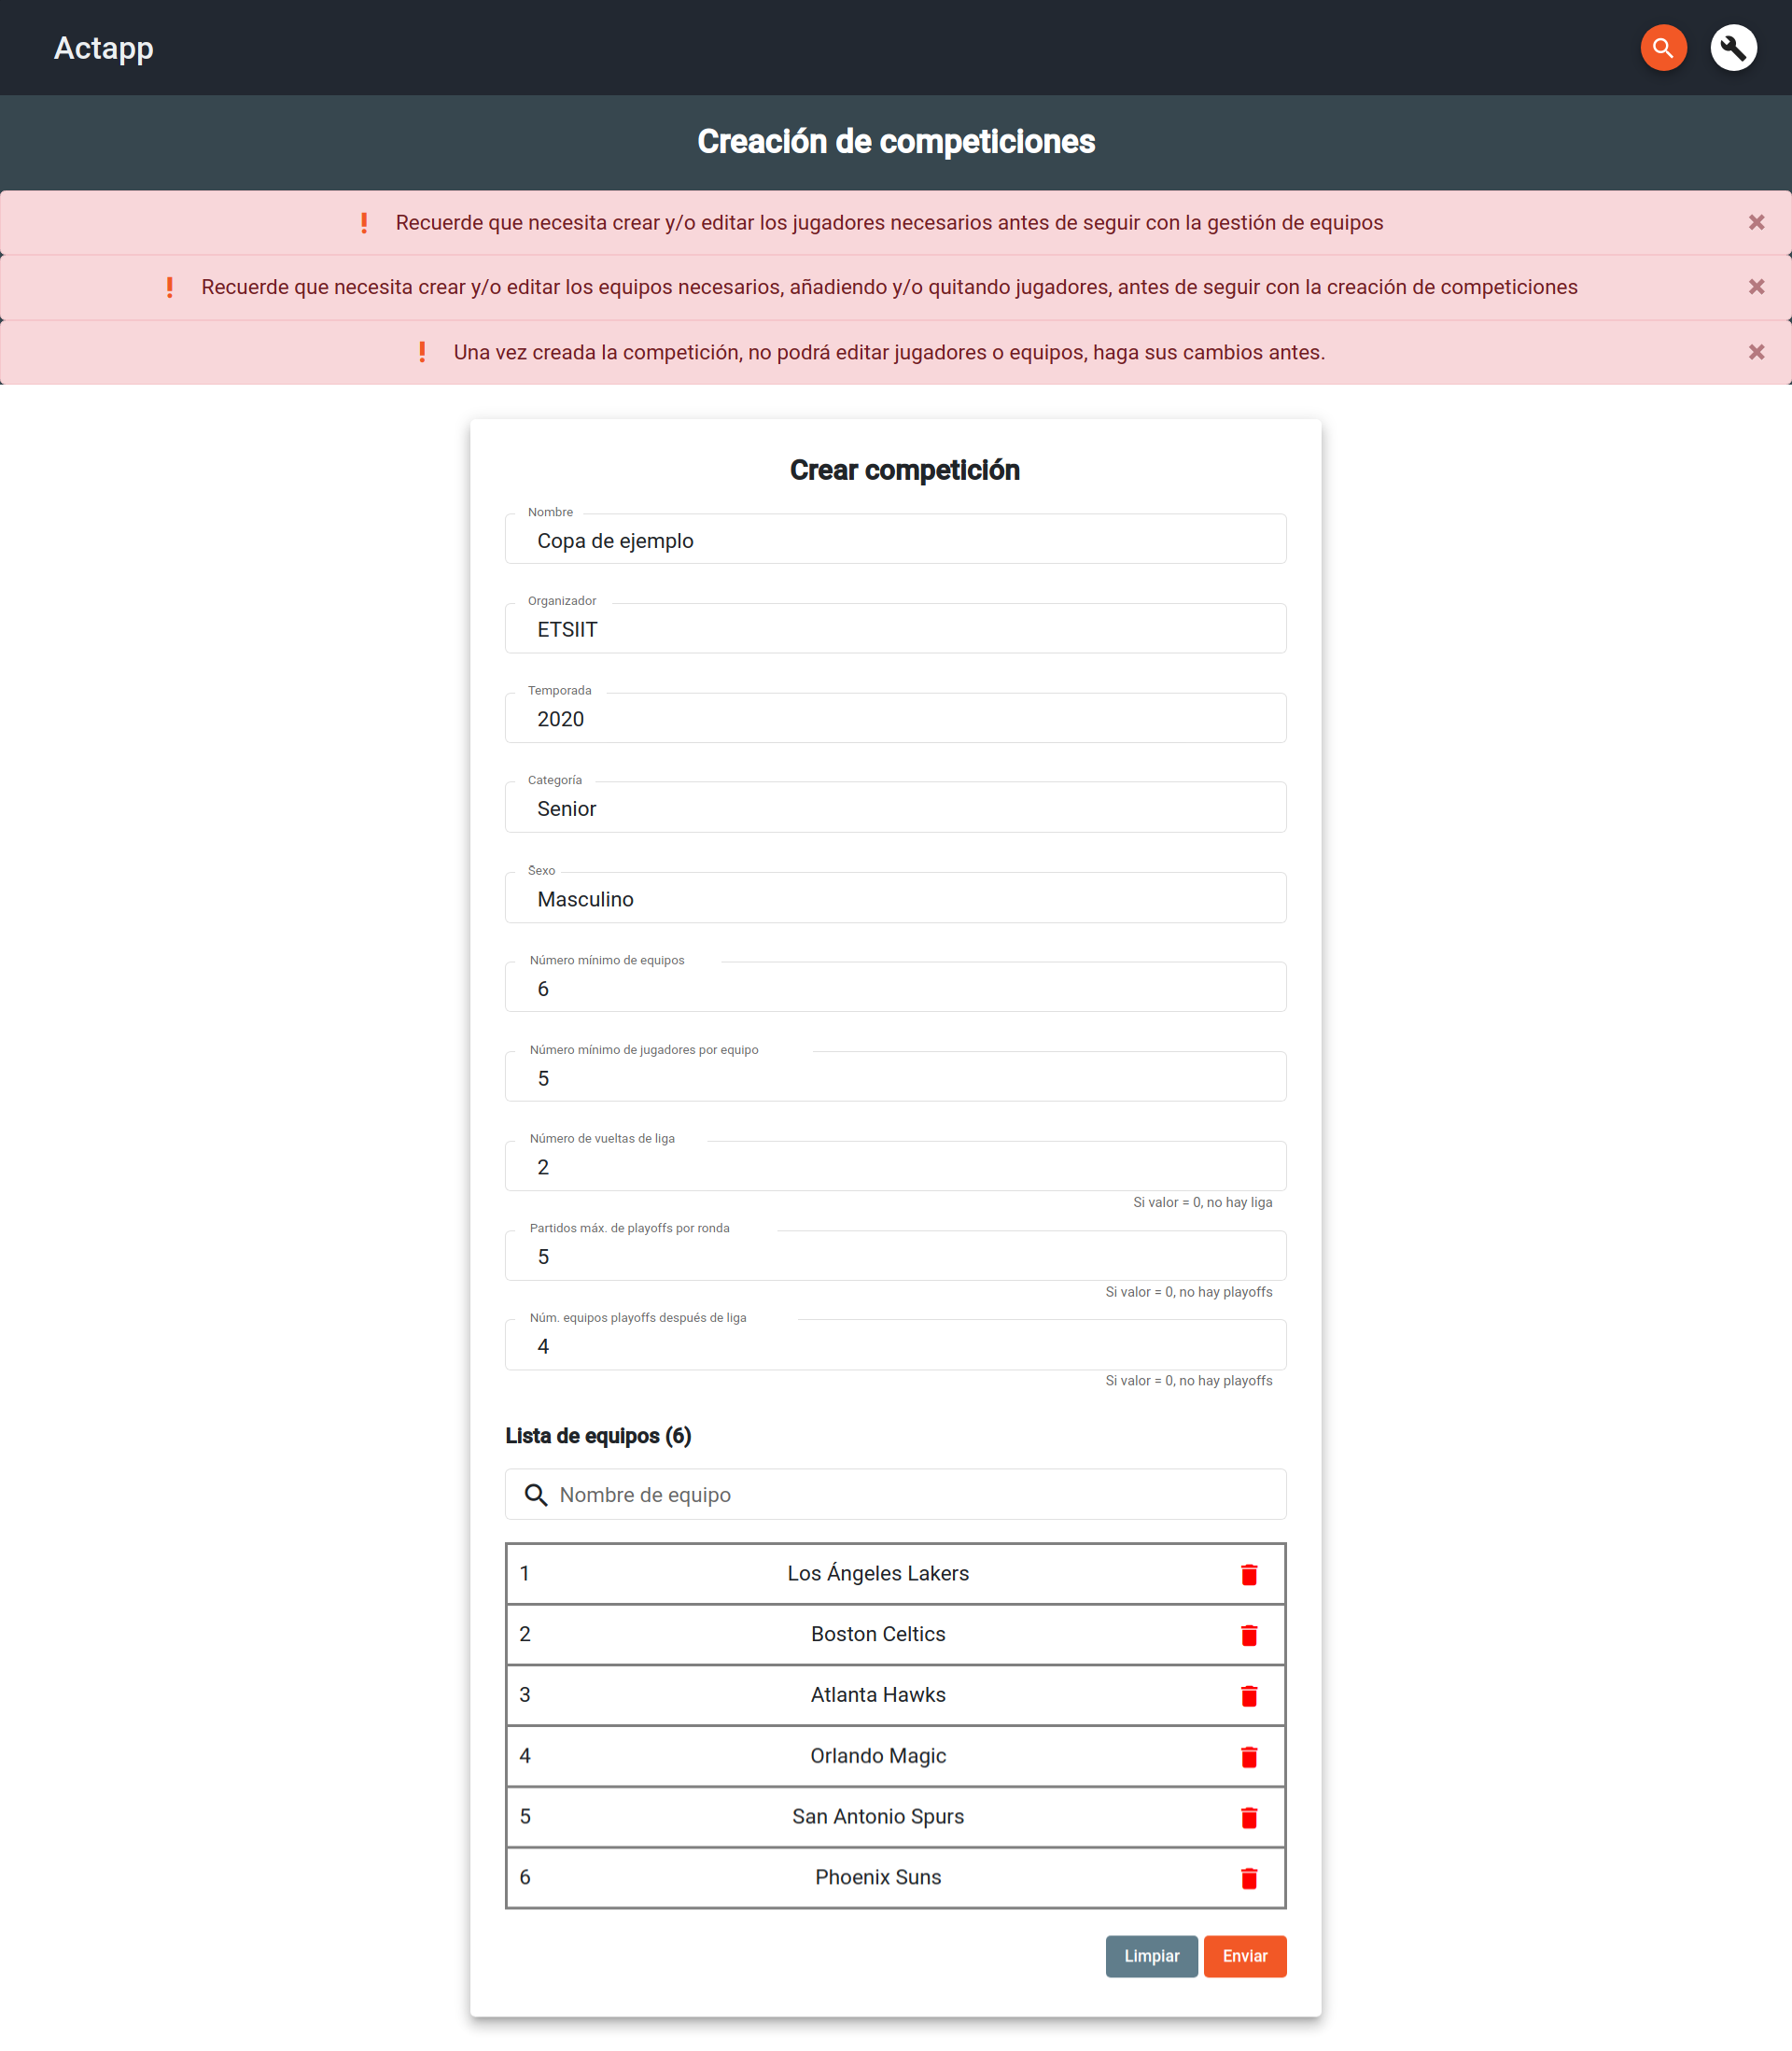 Actapp
Creación de competiciones
Recuerde que necesita crear y/o editar los jugadores necesarios antes de seguir con la gestión de equipos
Recuerde que necesita crear y/o editar los equipos necesarios, añadiendo y/o quitando jugadores, antes de seguir con la creación de competiciones
Una vez creada la competición, no podrá editar jugadores o equipos, haga sus cambios antes.
Crear competición
Nombre
Copa de ejemplo
Organizador
ETSIIT
Temporada
2020
Categoría
Senior
Sexo
Masculino
Número mínimo de equipos
6
Número mínimo de jugadores por equipo
5
Número de vueltas de liga
2
Si valor = 0, no hay liga
Partidos máx. de playoffs por ronda
5
Si valor = 0, no hay playoffs
Núm. equipos playoffs después de liga
4
Si valor = 0, no hay playoffs
Lista de equipos (6)
Nombre de equipo
1 Los Ángeles Lakers
2 Boston Celtics
3 Atlanta Hawks
4 Orlando Magic
5 San Antonio Spurs
6 Phoenix Suns
Limpiar Enviar